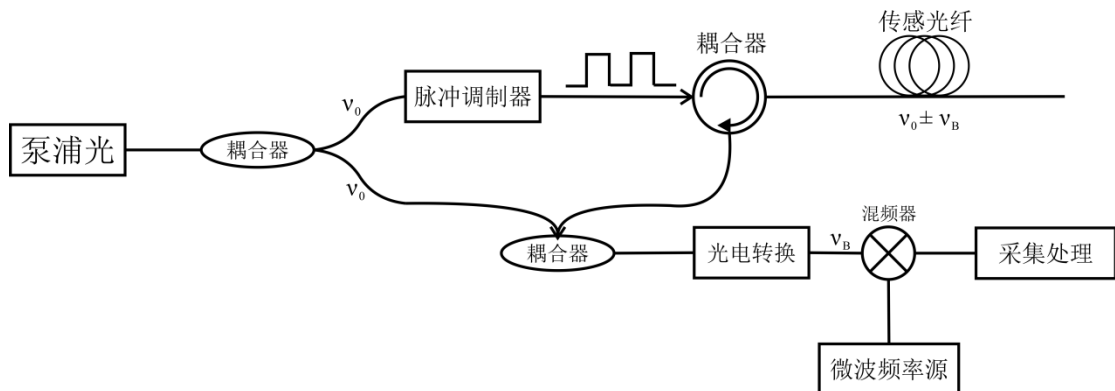 传感光纤
耦合器
脉冲调制器
ν₀
ν₀ ± ν_B
泵浦光
耦合器
ν₀
混频器
耦合器
光电转换
ν_B
采集处理
微波频率源